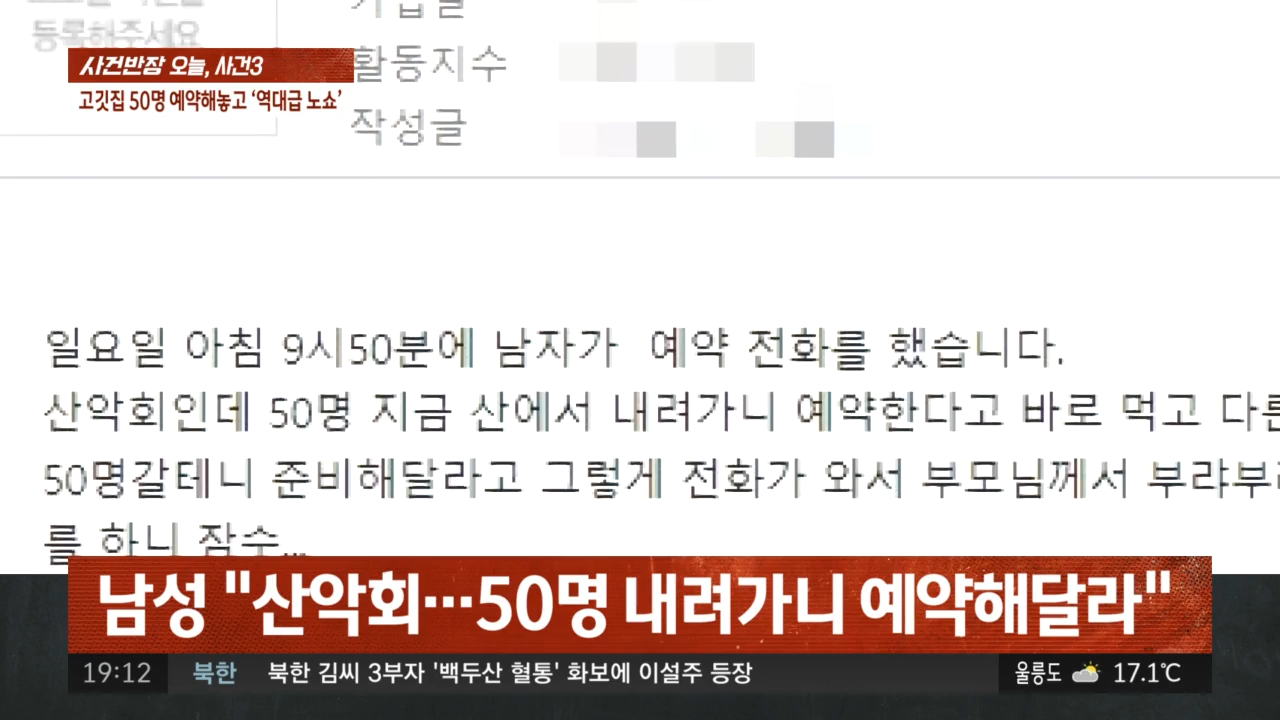 등록해주세요
사건반장 오늘, 사건3
활동지수
고깃집 50명 예약해놓고 '역대급 노쇼'
작성글
일요일 아침 9시50분에 남자가 예약 전화를 했습니다.
산악회인데 50명 지금 산에서 내려가니 예약한다고 바로 먹고 다른
50명갈테니 준비해달라고 그렇게 전화가 와서 부모님께서 부랴부
를 하니 잠수...
남성 "산악회…50명 내려가니 예약해달라"
19:12 북한 북한 김씨 3부자 '백두산 혈통' 화보에 이설주 등장 울릉도 17.1℃